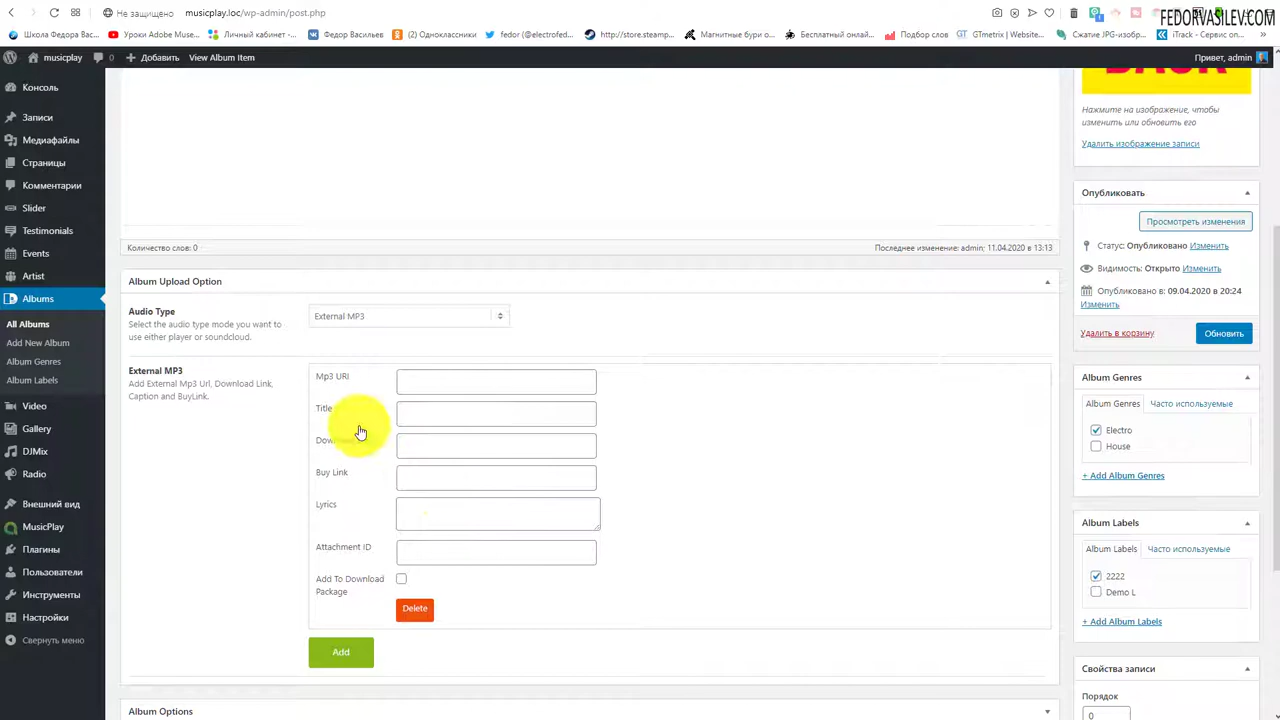 Не защищено musicplay.loc/wp-admin/post.php
FEDORVASILEV.COM
Школа Федора Вас... Уроки Adobe Muse... Личный кабинет -... Федор Васильев (2) Одноклассники fedor (@electrofed... http://store.steamp... Магнитные бури о... Бесплатный онлай... Подбор слов GTmetrix | Website... Сжатие JPG-изобр... iTrack - Сервис оп...
musicplay 0 Добавить View Album Item Привет, admin
Консоль
Записи
Медиафайлы
Страницы
Комментарии
Slider
Testimonials
Events
Artist
Albums
All Albums
Add New Album
Album Genres
Album Labels
Video
Gallery
DJMix
Radio
Внешний вид
MusicPlay
Плагины
Пользователи
Инструменты
Настройки
Свернуть меню
Количество слов: 0 Последнее изменение: admin; 11.04.2020 в 13:13
Album Upload Option
Audio Type
Select the audio type mode you want to
use either player or soundcloud.
External MP3
External MP3
Add External Mp3 Url, Download Link,
Caption and BuyLink.
Mp3 URl
Title
Buy Link
Lyrics
Attachment ID
Add To Download
Package
Delete
Add
Album Options
Нажмите на изображение, чтобы
изменить или обновить его
Удалить изображение записи
Опубликовать
Просмотреть изменения
Статус: Опубликовано Изменить
Видимость: Открыто Изменить
Опубликовано в: 09.04.2020 в 20:24
Изменить
Удалить в корзину Обновить
Album Genres
Album Genres Часто используемые
Electro
House
+ Add Album Genres
Album Labels
Album Labels Часто используемые
2222
Demo L
+ Add Album Labels
Свойства записи
Порядок
0